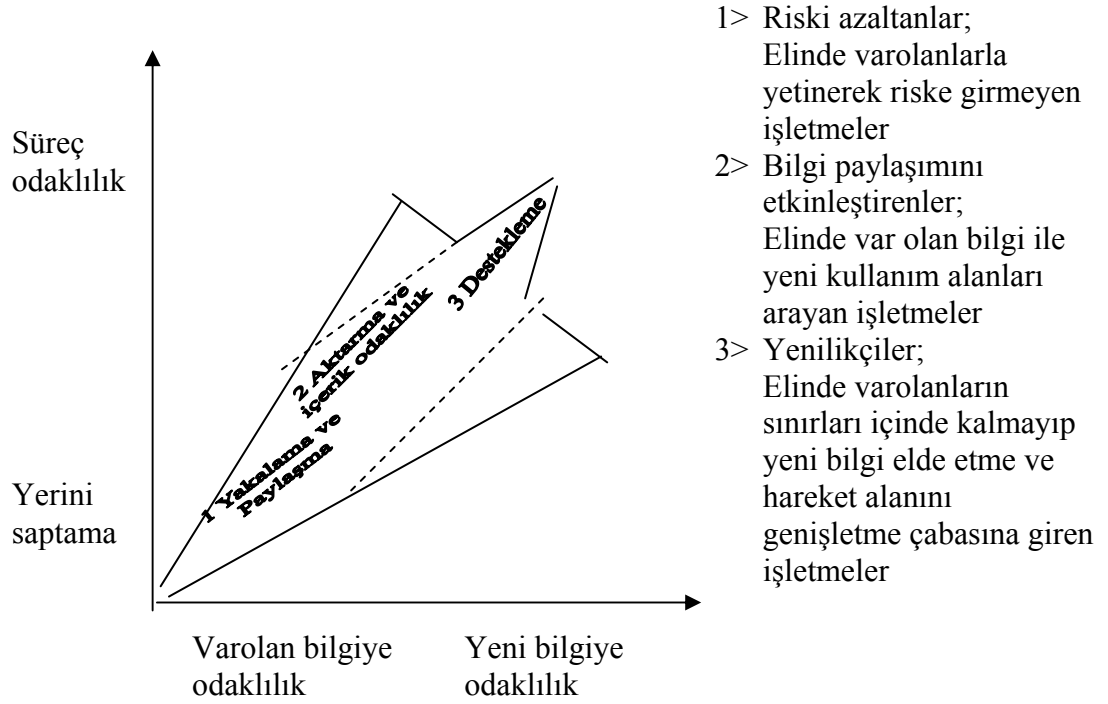 Süreç
odaklılık
Yerini
saptama
3 Destekleme
2 Aktarma ve
içerik odaklılık
1 Yakalama ve
Paylaşma
Varolan bilgiye
odaklılık
Yeni bilgiye
odaklılık
1> Riski azaltanlar;
Elinde varolanlarla
yetinerek riske girmeyen
işletmeler
2> Bilgi paylaşımını
etkinleştirenler;
Elinde var olan bilgi ile
yeni kullanım alanları
arayan işletmeler
3> Yenilikçiler;
Elinde varolanların
sınırları içinde kalmayıp
yeni bilgi elde etme ve
hareket alanını
genişletme çabasına giren
işletmeler